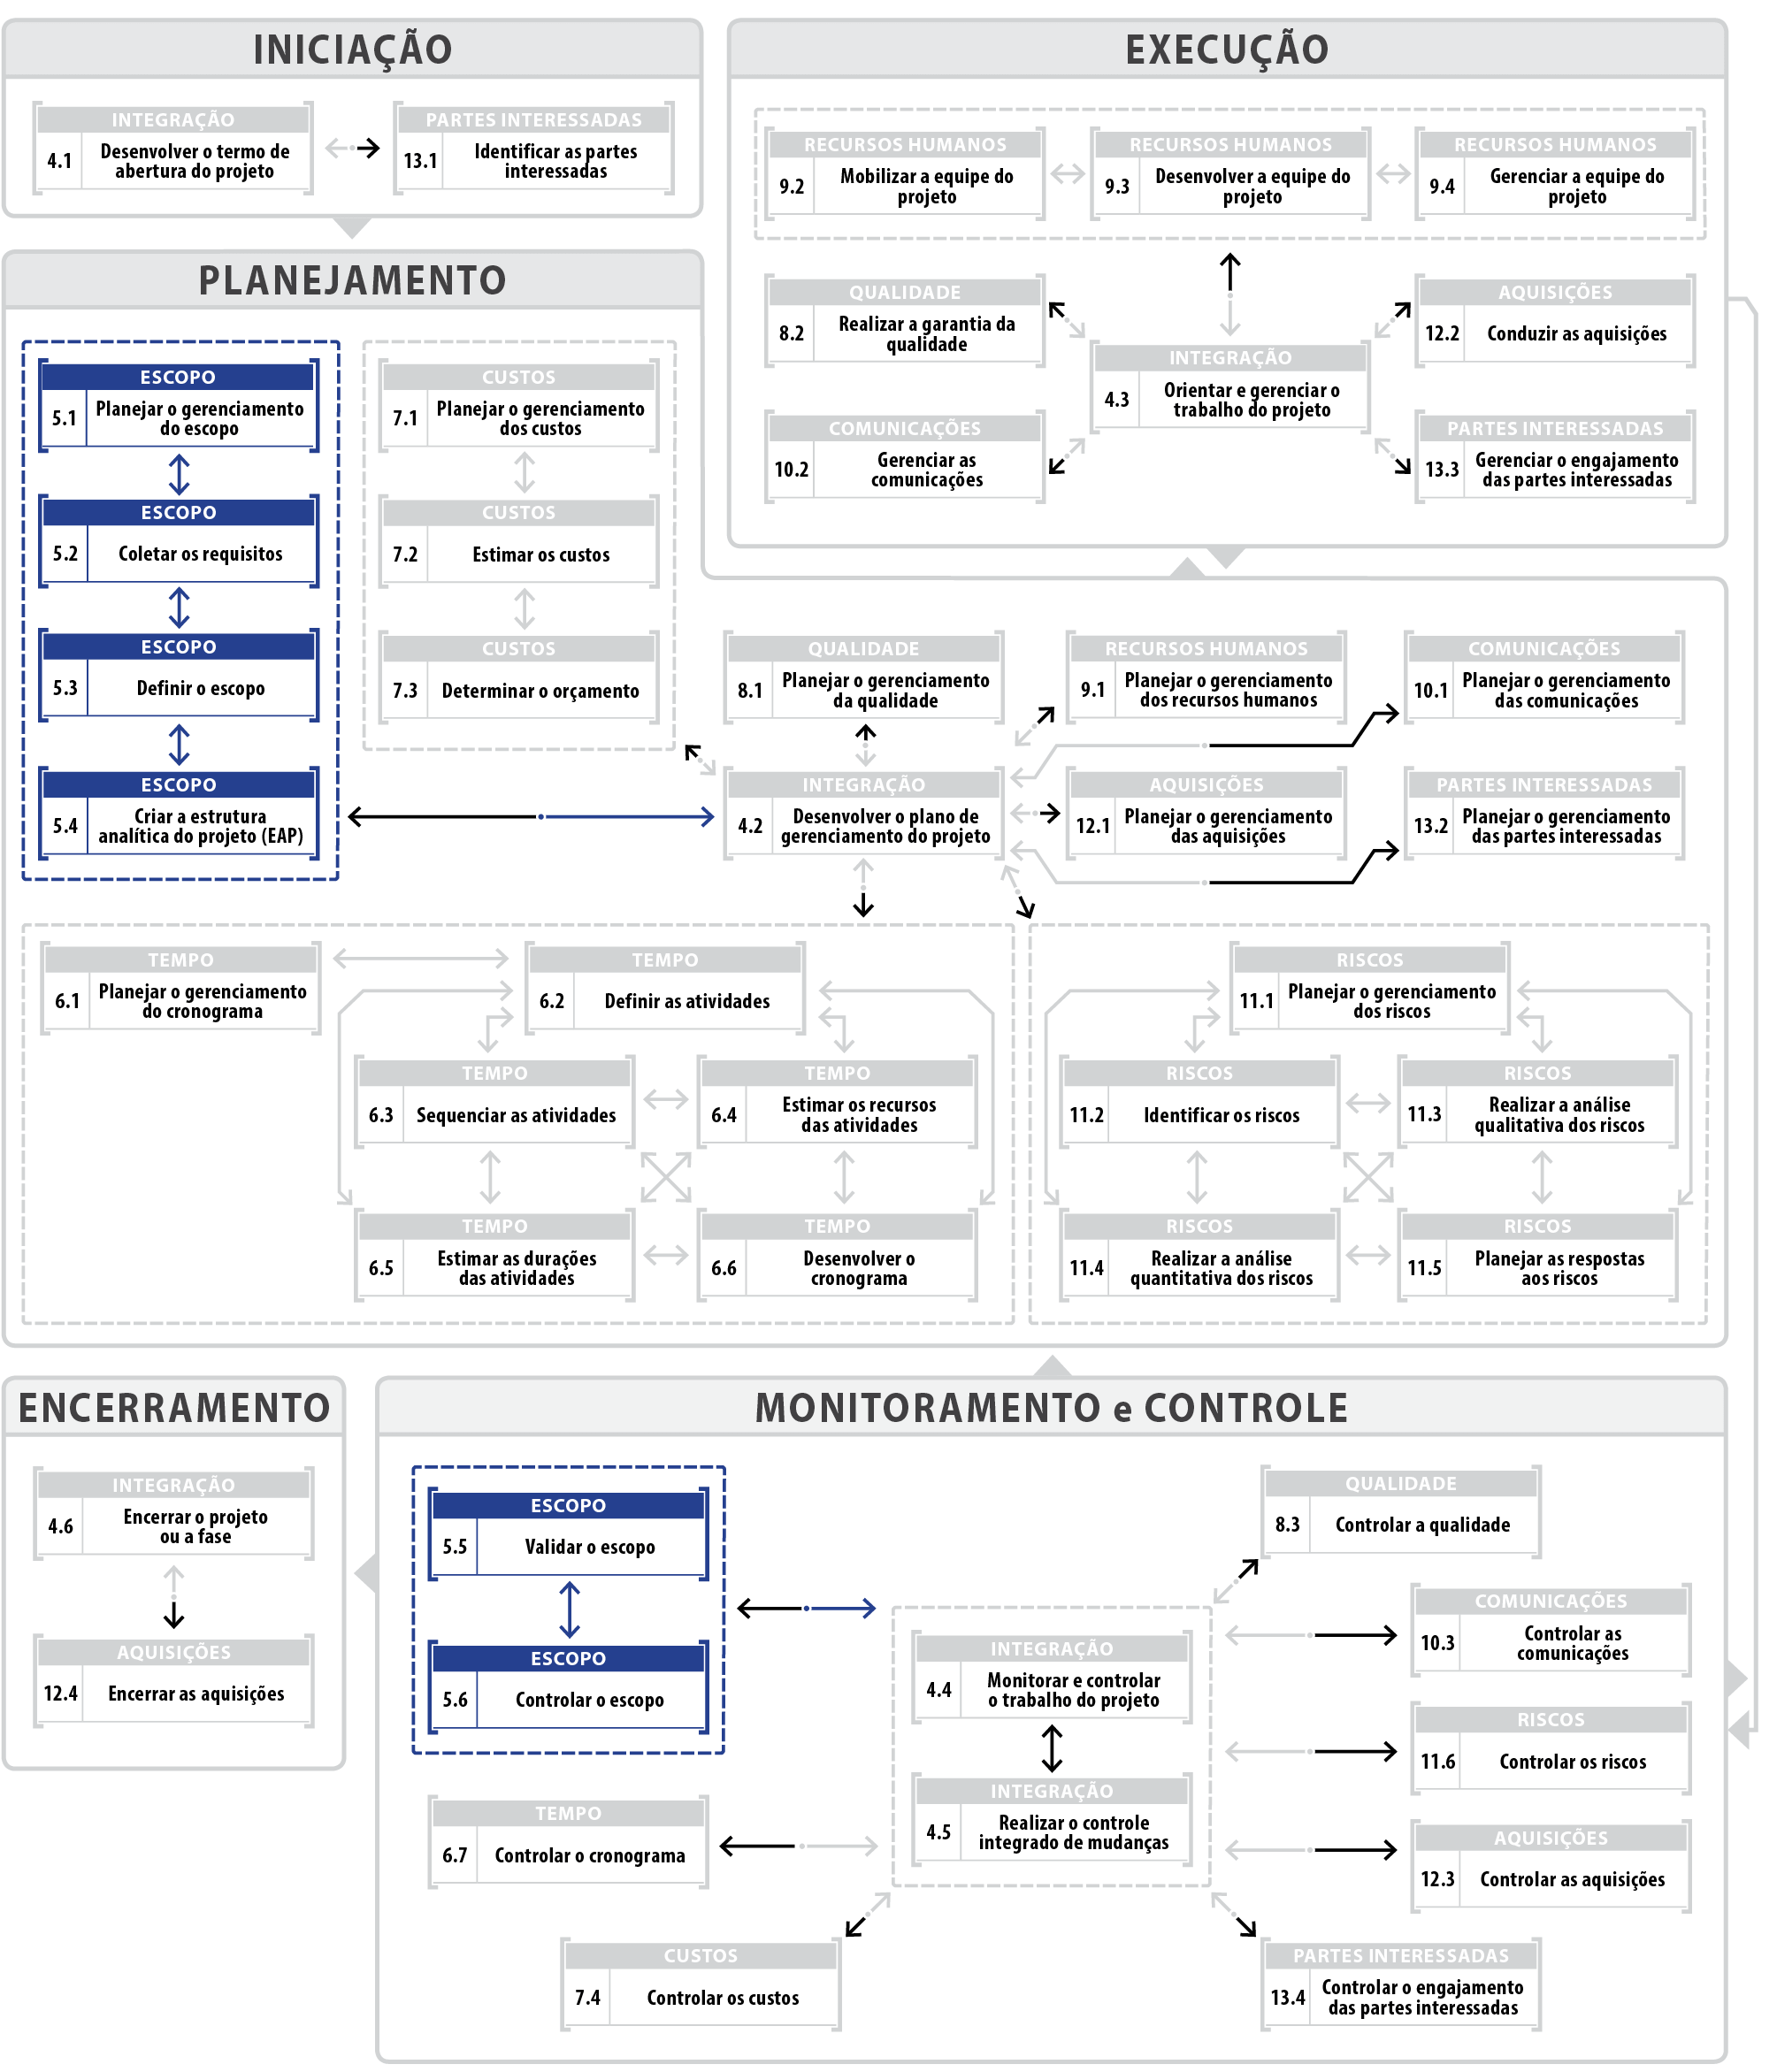 INICIAÇÃO
INTEGRAÇÃO
4.1
Desenvolver o termo de
abertura do projeto
PARTES INTERESSADAS
13.1
Identificar as partes
interessadas
EXECUÇÃO
RECURSOS HUMANOS
9.2
Mobilizar a equipe do
projeto
RECURSOS HUMANOS
9.3
Desenvolver a equipe do
projeto
RECURSOS HUMANOS
9.4
Gerenciar a equipe do
projeto
QUALIDADE
8.2
Realizar a garantia da
qualidade
AQUISIÇÕES
12.2
Conduzir as aquisições
INTEGRAÇÃO
4.3
Orientar e gerenciar o
trabalho do projeto
COMUNICAÇÕES
10.2
Gerenciar as
comunicações
PARTES INTERESSADAS
13.3
Gerenciar o engajamento
das partes interessadas
PLANEJAMENTO
ESCOPO
5.1
Planejar o gerenciamento
do escopo
ESCOPO
5.2
Coletar os requisitos
ESCOPO
5.3
Definir o escopo
ESCOPO
5.4
Criar a estrutura
analítica do projeto (EAP)
CUSTOS
7.1
Planejar o gerenciamento
dos custos
CUSTOS
7.2
Estimar os custos
CUSTOS
7.3
Determinar o orçamento
QUALIDADE
8.1
Planejar o gerenciamento
da qualidade
RECURSOS HUMANOS
9.1
Planejar o gerenciamento
dos recursos humanos
COMUNICAÇÕES
10.1
Planejar o gerenciamento
das comunicações
INTEGRAÇÃO
4.2
Desenvolver o plano de
gerenciamento do projeto
AQUISIÇÕES
12.1
Planejar o gerenciamento
das aquisições
PARTES INTERESSADAS
13.2
Planejar o gerenciamento
das partes interessadas
TEMPO
6.1
Planejar o gerenciamento
do cronograma
TEMPO
6.2
Definir as atividades
TEMPO
6.3
Sequenciar as atividades
TEMPO
6.4
Estimar os recursos
das atividades
TEMPO
6.5
Estimar as durações
das atividades
TEMPO
6.6
Desenvolver o
cronograma
RISCOS
11.1
Planejar o gerenciamento
dos riscos
RISCOS
11.2
Identificar os riscos
RISCOS
11.3
Realizar a análise
qualitativa dos riscos
RISCOS
11.4
Realizar a análise
quantitativa dos riscos
RISCOS
11.5
Planejar as respostas
aos riscos
ENCERRAMENTO
INTEGRAÇÃO
4.6
Encerrar o projeto
ou a fase
AQUISIÇÕES
12.4
Encerrar as aquisições
MONITORAMENTO e CONTROLE
ESCOPO
5.5
Validar o escopo
ESCOPO
5.6
Controlar o escopo
TEMPO
6.7
Controlar o cronograma
CUSTOS
7.4
Controlar os custos
INTEGRAÇÃO
4.4
Monitorar e controlar
o trabalho do projeto
INTEGRAÇÃO
4.5
Realizar o controle
integrado de mudanças
QUALIDADE
8.3
Controlar a qualidade
COMUNICAÇÕES
10.3
Controlar as
comunicações
RISCOS
11.6
Controlar os riscos
AQUISIÇÕES
12.3
Controlar as aquisições
PARTES INTERESSADAS
13.4
Controlar o engajamento
das partes interessadas